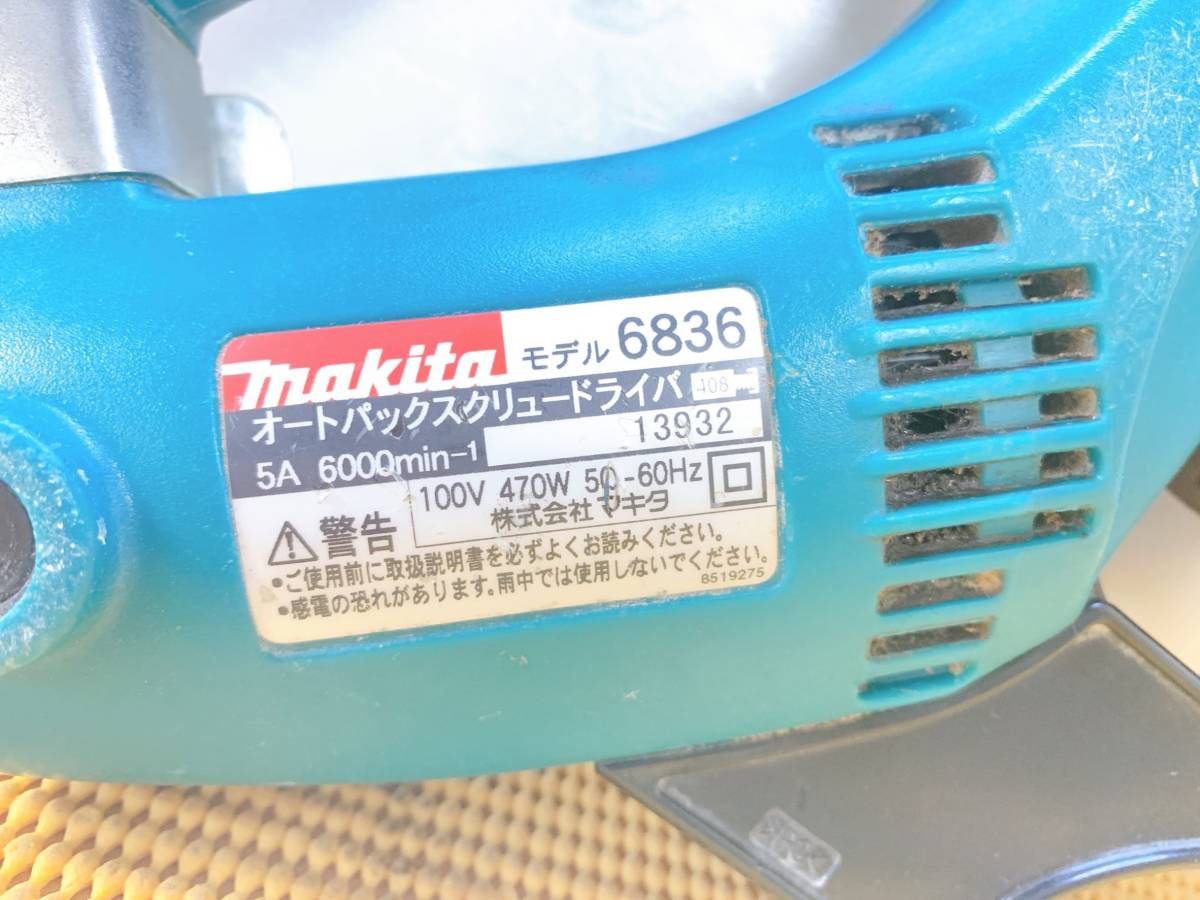 makita モデル 6836
オートパックスクリュードライバ 408
5A 6000min-1 13932
100V 470W 50-60Hz
株式会社マキタ
警告
•ご使用前に取扱説明書を必ずよくお読みください。
•感電の恐れがあります。雨中では使用しないでください。
8519275